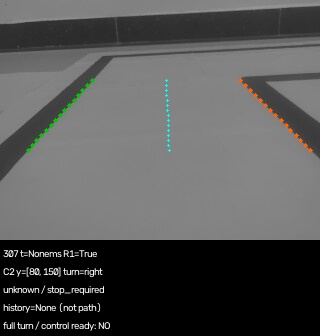 307 t=Nonems R1=True
C2 y=[80, 150] turn=right
unknown / stop_required
history=None (not path)
full turn / control ready: NO